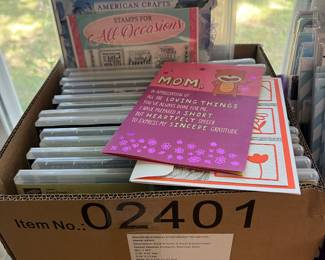 AMERICAN CRAFTS
STAMPS FOR
All Occasions
MOM,
IN APPRECIATION OF
ALL THE LOVING THINGS
YOU'VE ALWAYS DONE FOR ME,
I HAVE PREPARED A SHORT
BUT HEARTFELT SPEECH
TO EXPRESS MY SINCERE GRATITUDE.
Item No.: 02401